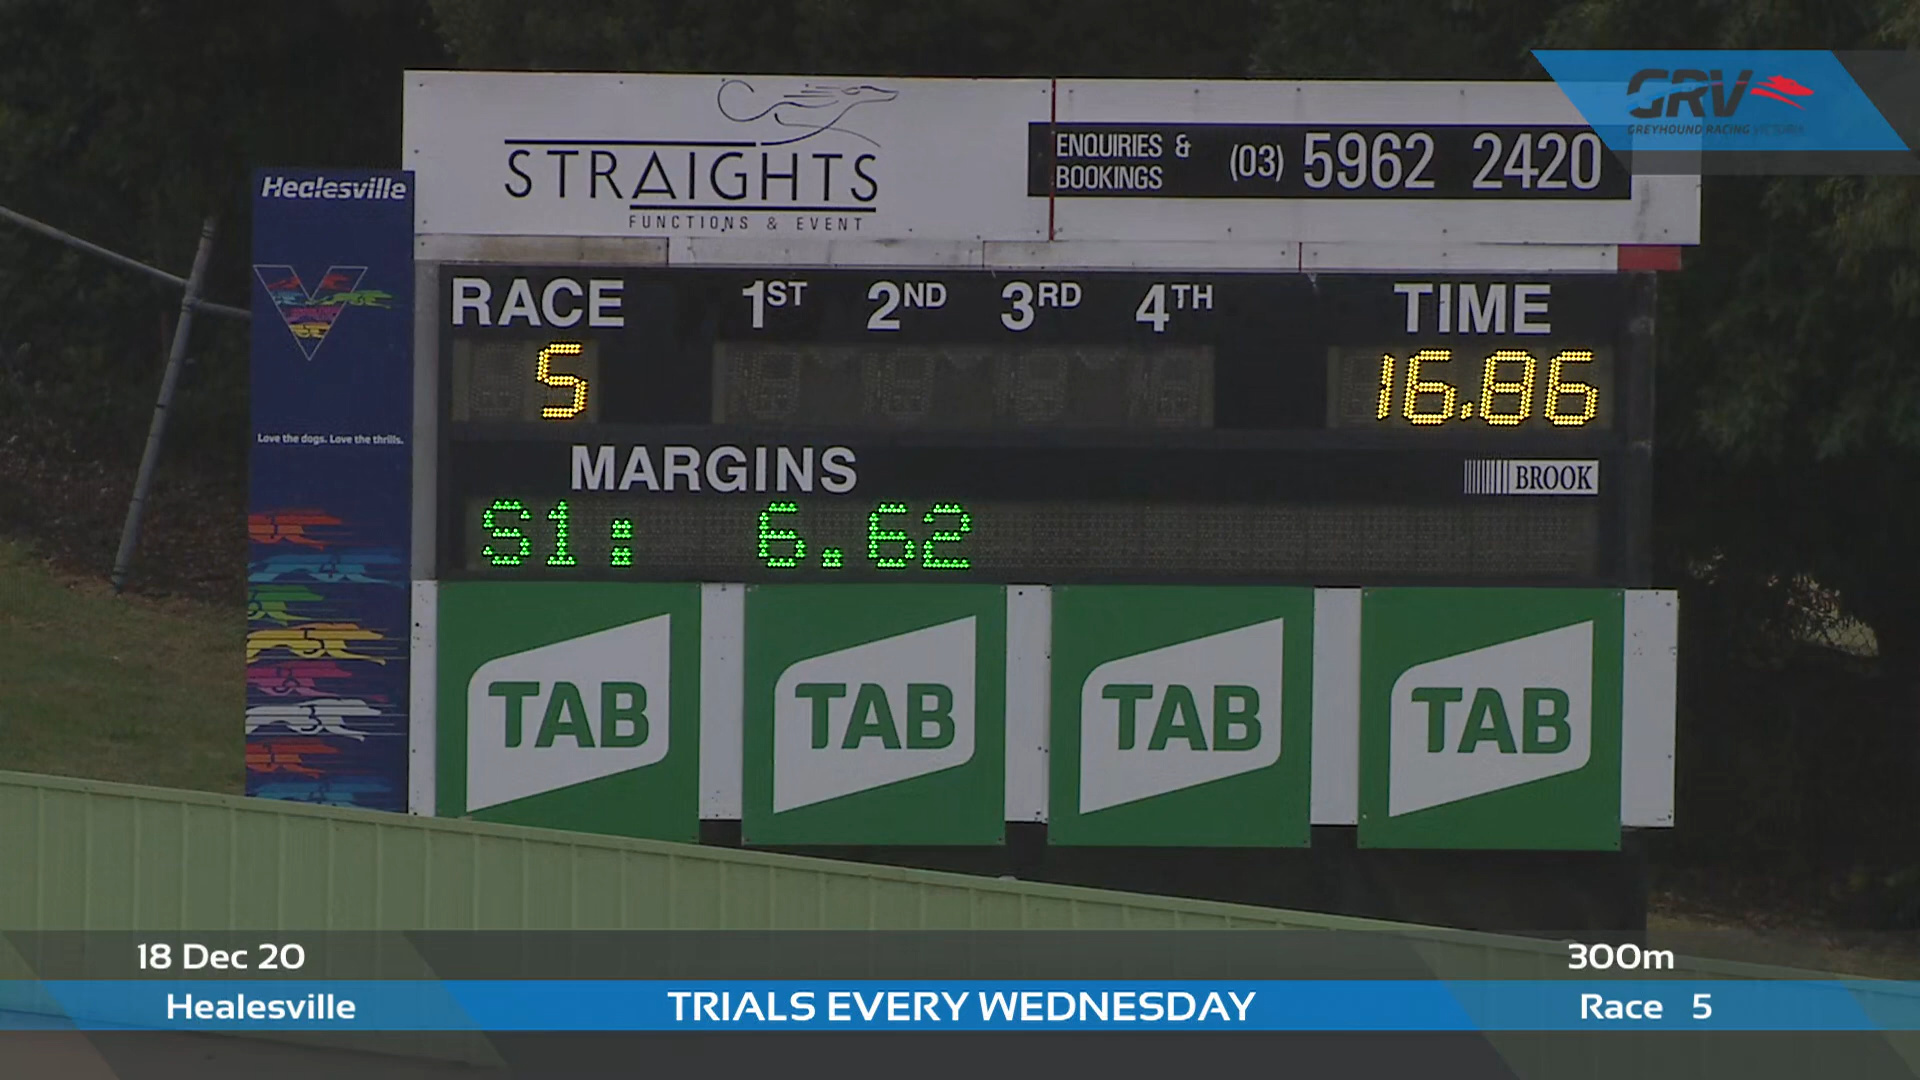 GRV
GREYHOUND RACING VICTORIA
STRAIGHTS
FUNCTIONS & EVENT
ENQUIRIES &
BOOKINGS
(03) 5962 2420
Healesville
Love the dogs. Love the thrills.
RACE 1ST 2ND 3RD 4TH TIME
5 16.86
MARGINS
BROOK
S1: 6.62
TAB TAB TAB TAB
18 Dec 20
300m
Healesville
TRIALS EVERY WEDNESDAY
Race 5